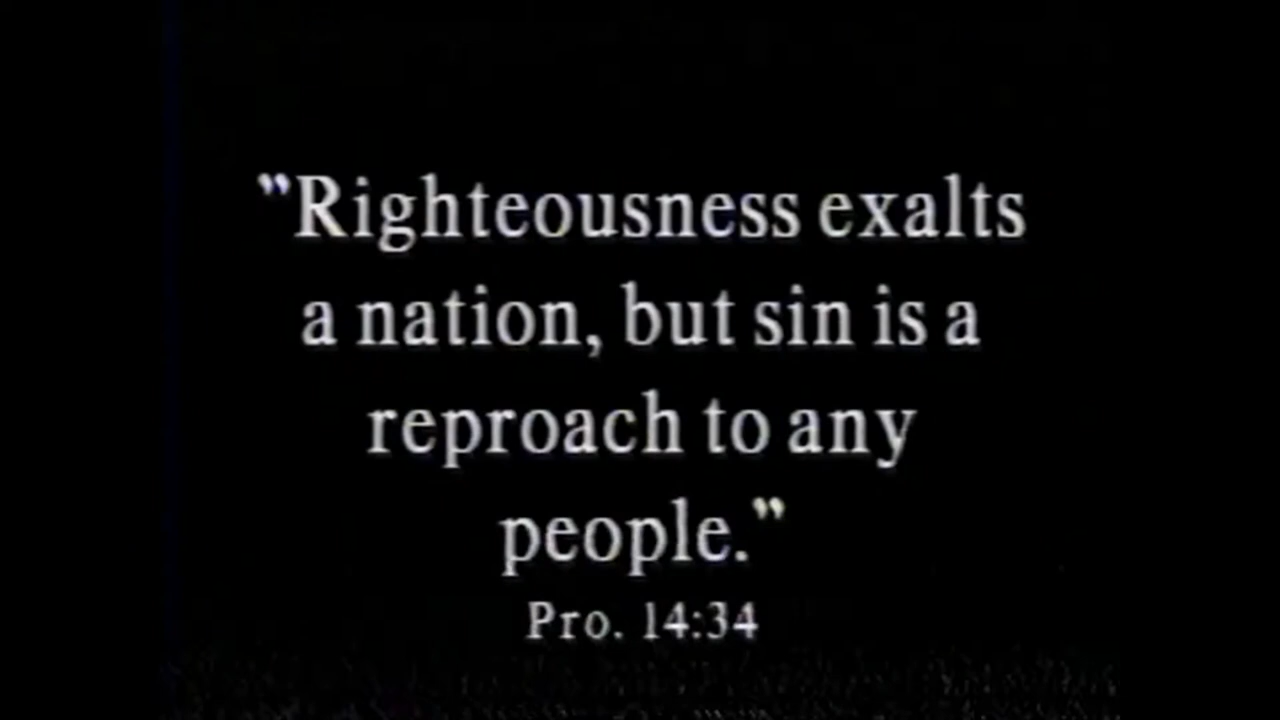 ”Righteousness exalts
a nation, but sin is a
reproach to any
people.”
Pro. 14:34